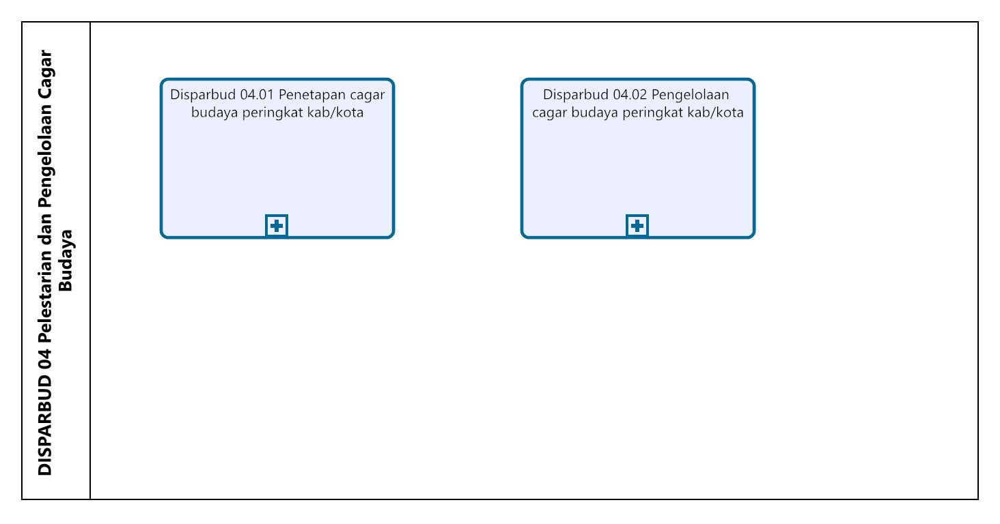 DISPARBUD 04 Pelestarian dan Pengelolaan Cagar
Budaya
Disparbud 04.01 Penetapan cagar
budaya peringkat kab/kota
Disparbud 04.02 Pengelolaan
cagar budaya peringkat kab/kota